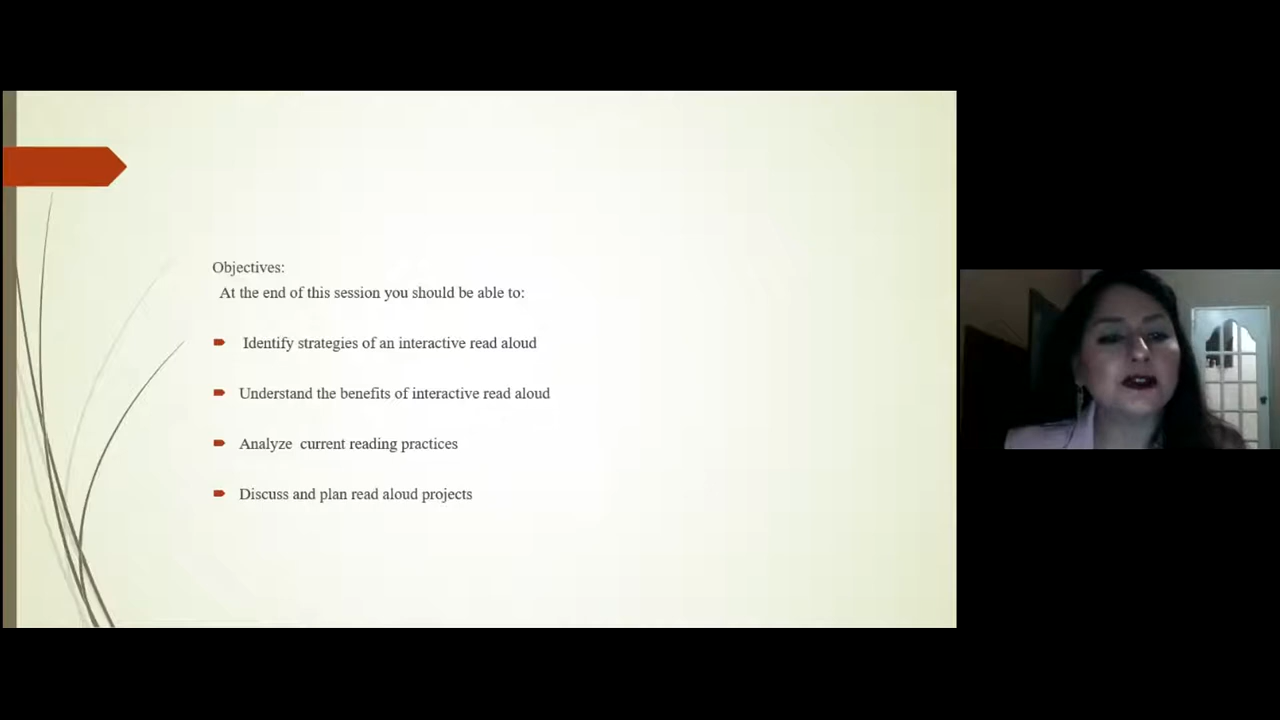 Objectives:
At the end of this session you should be able to:
Identify strategies of an interactive read aloud
Understand the benefits of interactive read aloud
Analyze  current reading practices
Discuss and plan read aloud projects